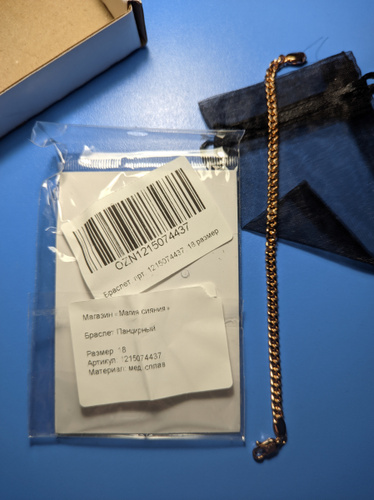 OZN1215074437
Браслет арт. 1215074437 18 размер
Магазин « Магия сияния »
Браслет Панцирный
Размер: 18
Артикул: 1215074437
Материал: мед. сплав